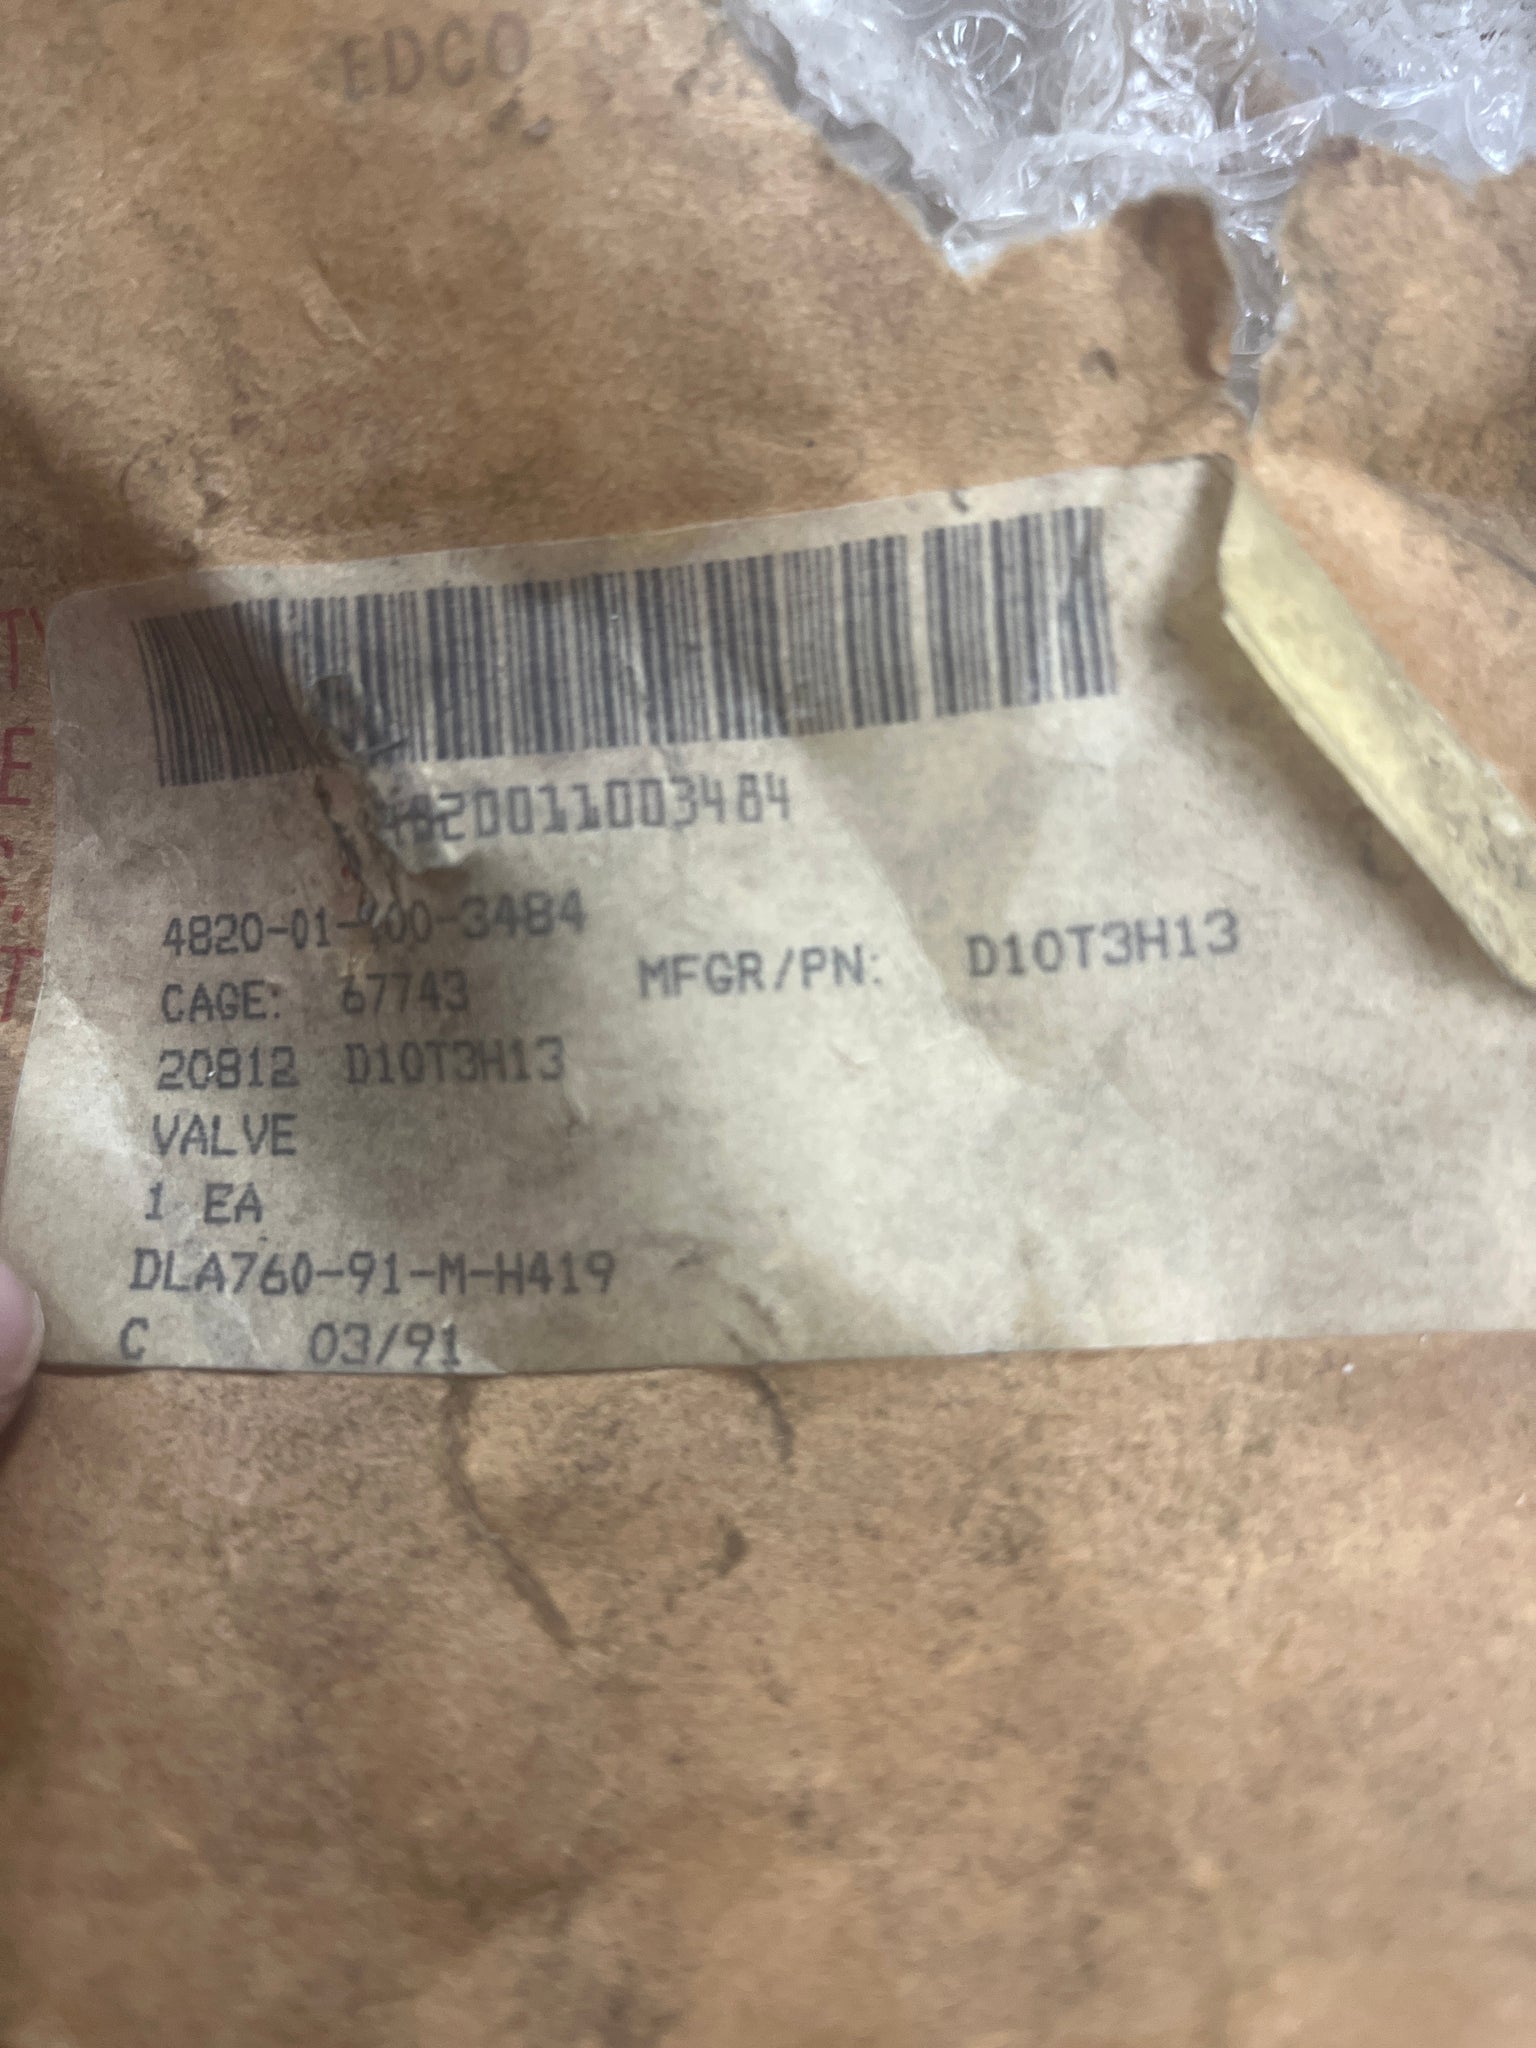 EDCO
4820011003484
4820-01-100-3484
CAGE: 67743 MFGR/PN: D10T3H13
20812 D10T3H13
VALVE
1 EA
DLA760-91-M-H419
C 03/91